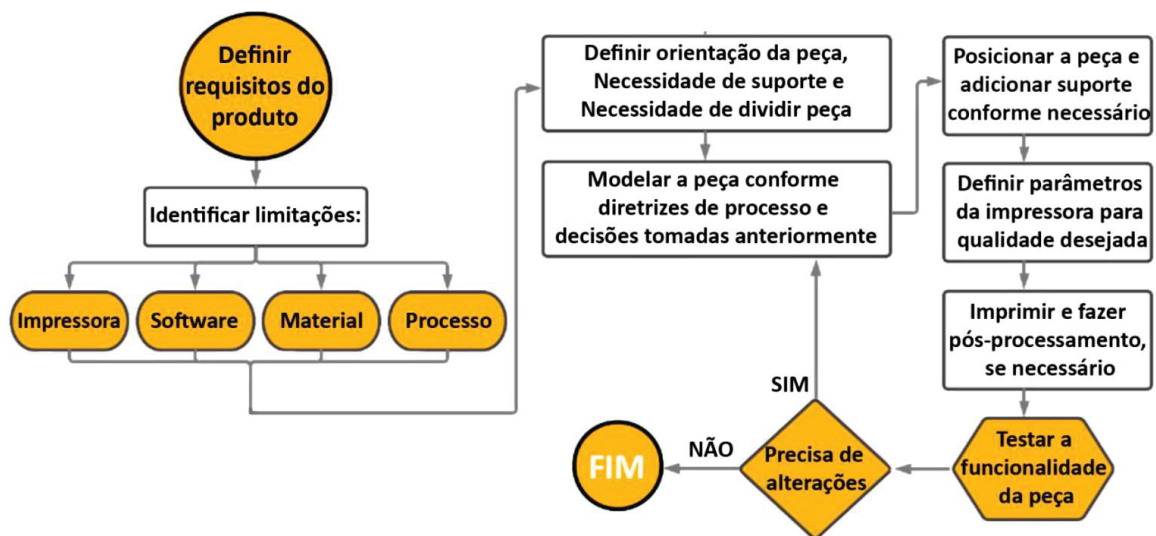 Definir
requisitos do
produto
Identificar limitações:
Impressora
Software
Material
Processo
Definir orientação da peça,
Necessidade de suporte e
Necessidade de dividir peça
Modelar a peça conforme
diretrizes de processo e
decisões tomadas anteriormente
Posicionar a peça e
adicionar suporte
conforme necessário
Definir parâmetros
da impressora para
qualidade desejada
Imprimir e fazer
pós-processamento,
se necessário
Testar a
funcionalidade
da peça
Precisa de
alterações
SIM
NÃO
FIM